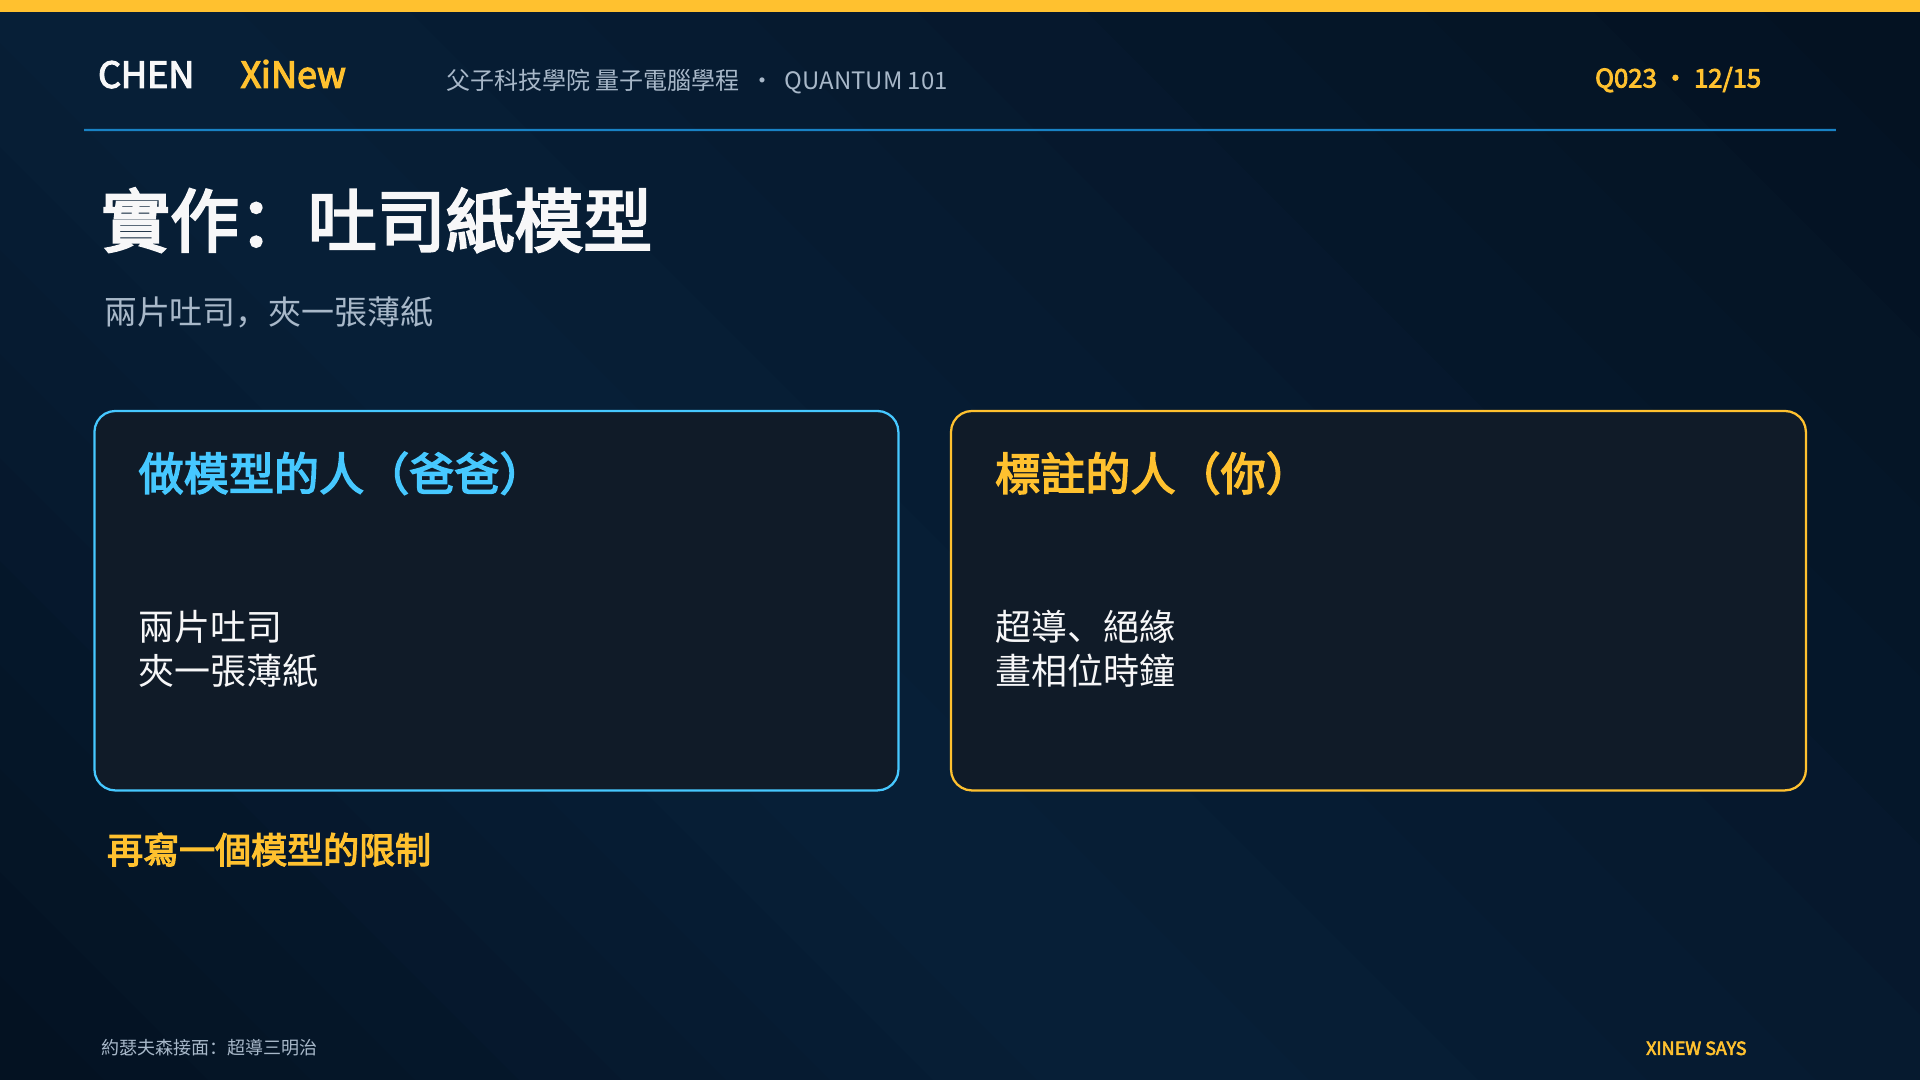 CHEN XiNew 父子科技學院 量子電腦學程 · QUANTUM 101 Q023 · 12/15
實作：吐司紙模型
兩片吐司，夾一張薄紙
做模型的人（爸爸）
兩片吐司
夾一張薄紙
標註的人（你）
超導、絕緣
畫相位時鐘
再寫一個模型的限制
約瑟夫森接面：超導三明治
XINEW SAYS